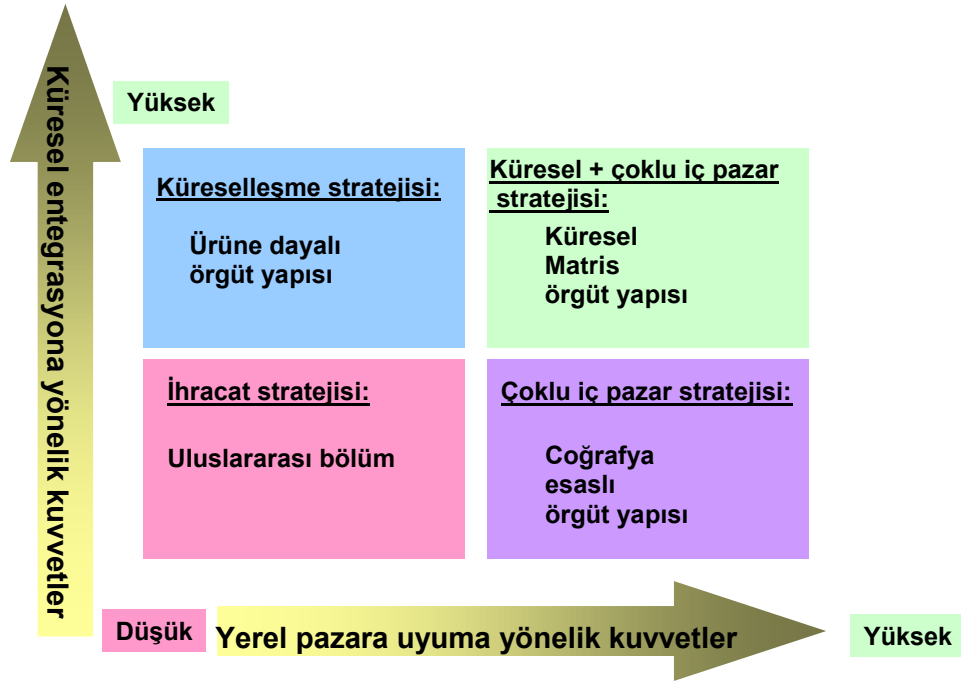 Küresel entegrasyona yönelik kuvvetler
Yüksek
Küreselleşme stratejisi:
Ürüne dayalı
örgüt yapısı
Küresel + çoklu iç pazar
stratejisi:
Küresel
Matris
örgüt yapısı
İhracat stratejisi:
Uluslararası bölüm
Çoklu iç pazar stratejisi:
Coğrafya
esaslı
örgüt yapısı
Düşük
Yerel pazara uyuma yönelik kuvvetler
Yüksek